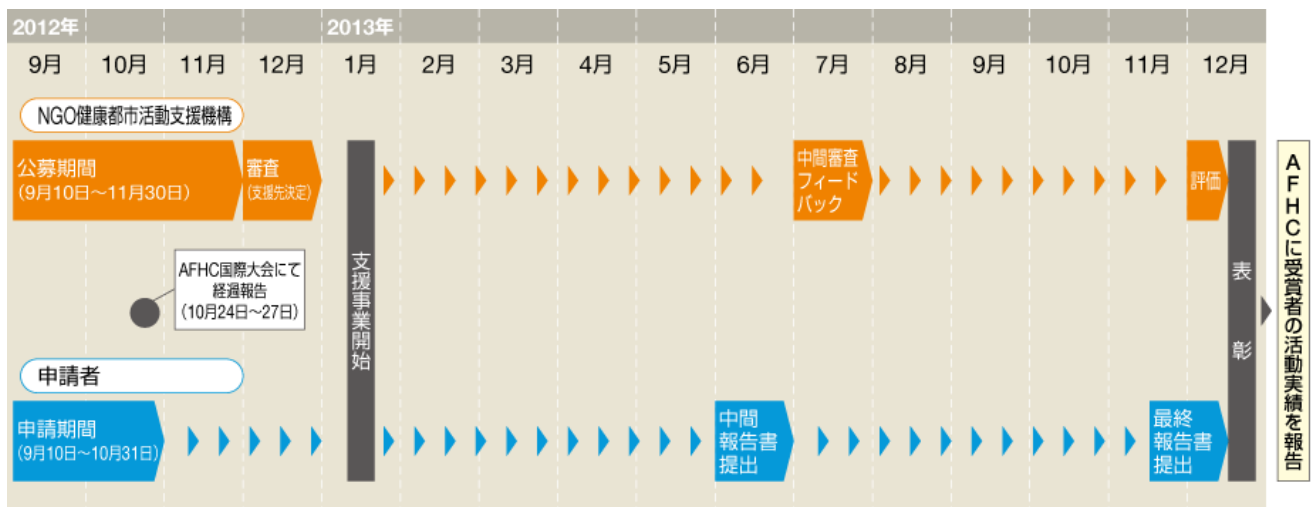 2012年
2013年
9月
10月
11月
12月
1月
2月
3月
4月
5月
6月
7月
8月
9月
10月
11月
12月
NGO健康都市活動支援機構
公募期間
(9月10日〜11月30日)
審査
(支援先決定)
中間審査
フィード
バック
評価
AFHC国際大会にて
経過報告
(10月24日〜27日)
支援事業開始
表彰
AFHCに受賞者の活動実績を報告
申請者
申請期間
(9月10日〜10月31日)
中間
報告書
提出
最終
報告書
提出